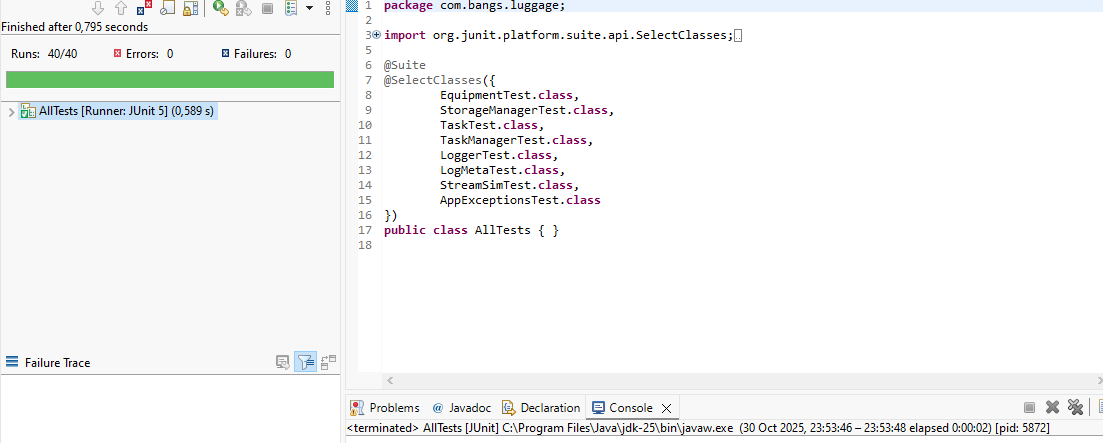 Finished after 0,795 seconds
Runs: 40/40 Errors: 0 Failures: 0
AllTests [Runner: JUnit 5] (0,589 s)
Failure Trace
1 package com.bangs.luggage;
2
3 import org.junit.platform.suite.api.SelectClasses;
5
6 @Suite
7 @SelectClasses({
8 EquipmentTest.class,
9 StorageManagerTest.class,
10 TaskTest.class,
11 TaskManagerTest.class,
12 LoggerTest.class,
13 LogMetaTest.class,
14 StreamSimTest.class,
15 AppExceptionsTest.class
16 })
17 public class AllTests { }
18
Problems @ Javadoc Declaration Console
<terminated> AllTests [JUnit] C:\Program Files\Java\jdk-25\bin\javaw.exe (30 Oct 2025, 23:53:46 – 23:53:48 elapsed 0:00:02) [pid: 5872]